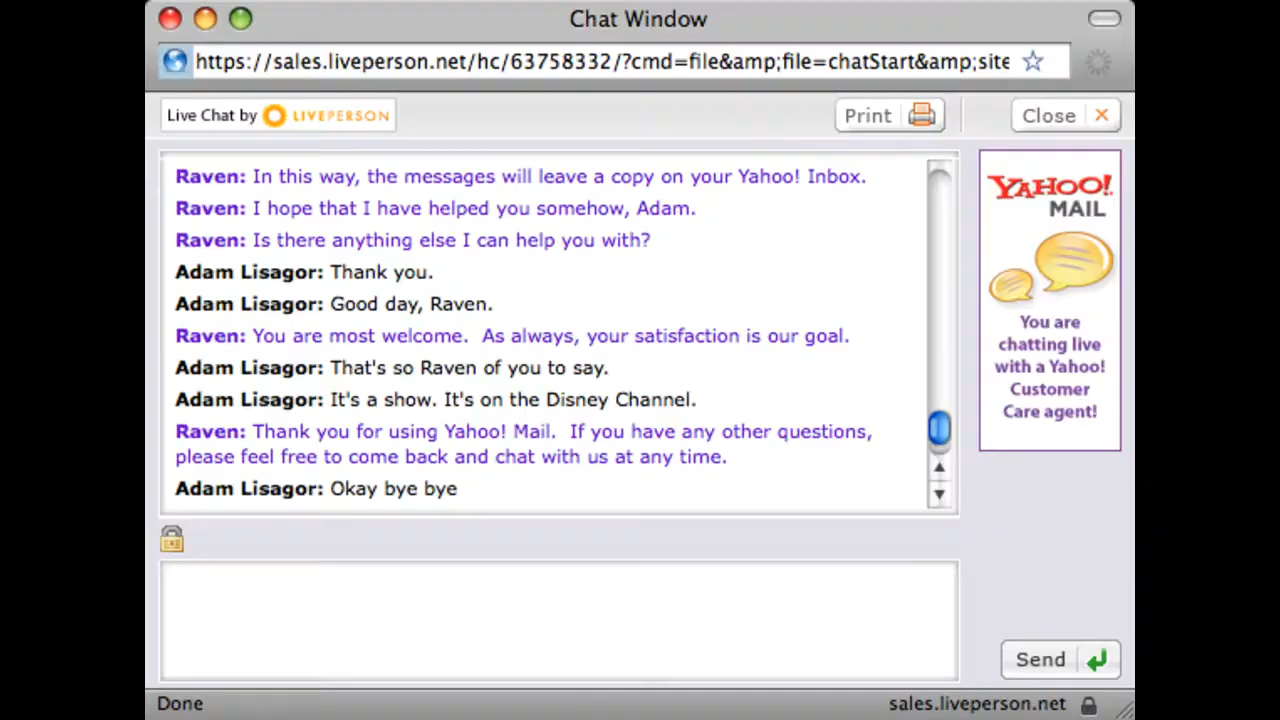 Chat Window
https://sales.liveperson.net/hc/63758332/?cmd=file&amp;file=chatStart&amp;site
Live Chat by LIVEPERSON
Print
Close
Raven: In this way, the messages will leave a copy on your Yahoo! Inbox.
Raven: I hope that I have helped you somehow, Adam.
Raven: Is there anything else I can help you with?
Adam Lisagor: Thank you.
Adam Lisagor: Good day, Raven.
Raven: You are most welcome.  As always, your satisfaction is our goal.
Adam Lisagor: That's so Raven of you to say.
Adam Lisagor: It's a show. It's on the Disney Channel.
Raven: Thank you for using Yahoo! Mail.  If you have any other questions,
please feel free to come back and chat with us at any time.
Adam Lisagor: Okay bye bye
YAHOO!
MAIL
You are
chatting live
with a Yahoo!
Customer
Care agent!
Send
Done
sales.liveperson.net